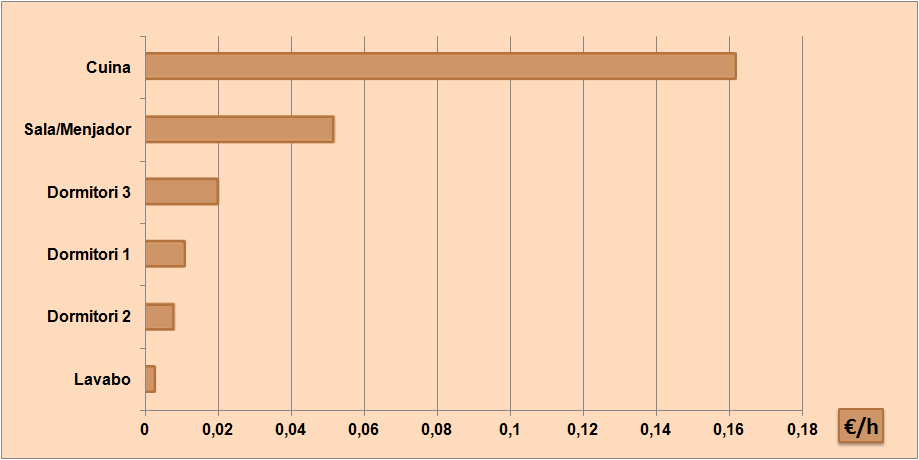 Cuina
Sala/Menjador
Dormitori 3
Dormitori 1
Dormitori 2
Lavabo
0 0,02 0,04 0,06 0,08 0,1 0,12 0,14 0,16 0,18
€/h